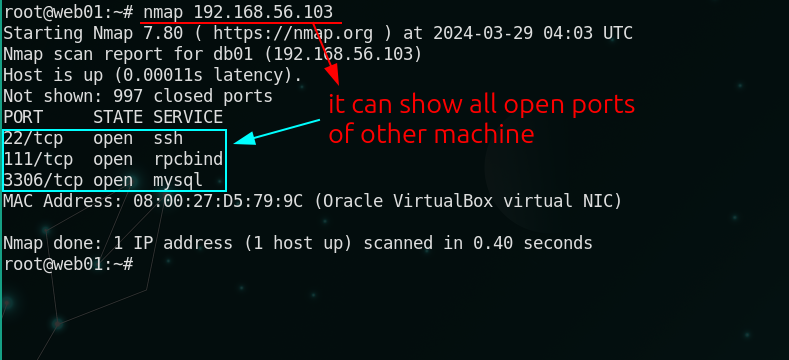 root@web01:~# nmap 192.168.56.103
Starting Nmap 7.80 ( https://nmap.org ) at 2024-03-29 04:03 UTC
Nmap scan report for db01 (192.168.56.103)
Host is up (0.00011s latency).
Not shown: 997 closed ports
PORT     STATE SERVICE
22/tcp   open  ssh
111/tcp  open  rpcbind
3306/tcp open  mysql
MAC Address: 08:00:27:D5:79:9C (Oracle VirtualBox virtual NIC)
Nmap done: 1 IP address (1 host up) scanned in 0.40 seconds
root@web01:~#
it can show all open ports
of other machine